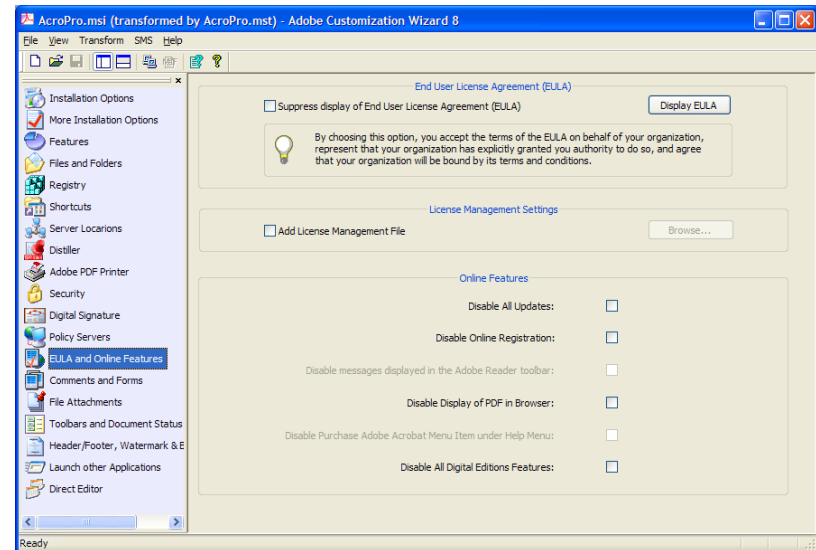 AcroPro.msi (transformed by AcroPro.mst) - Adobe Customization Wizard 8
File View Transform SMS Help
Installation Options
More Installation Options
Features
Files and Folders
Registry
Shortcuts
Server Locarions
Distiller
Adobe PDF Printer
Security
Digital Signature
Policy Servers
EULA and Online Features
Comments and Forms
File Attachments
Toolbars and Document Status
Header/Footer, Watermark & E
Launch other Applications
Direct Editor
End User License Agreement (EULA)
Suppress display of End User License Agreement (EULA)
Display EULA
By choosing this option, you accept the terms of the EULA on behalf of your organization,
represent that your organization has explicitly granted you authority to do so, and agree
that your organization will be bound by its terms and conditions.
License Management Settings
Add License Management File
Browse...
Online Features
Disable All Updates:
Disable Online Registration:
Disable messages displayed in the Adobe Reader toolbar:
Disable Display of PDF in Browser:
Disable Purchase Adobe Acrobat Menu Item under Help Menu:
Disable All Digital Editions Features:
Ready